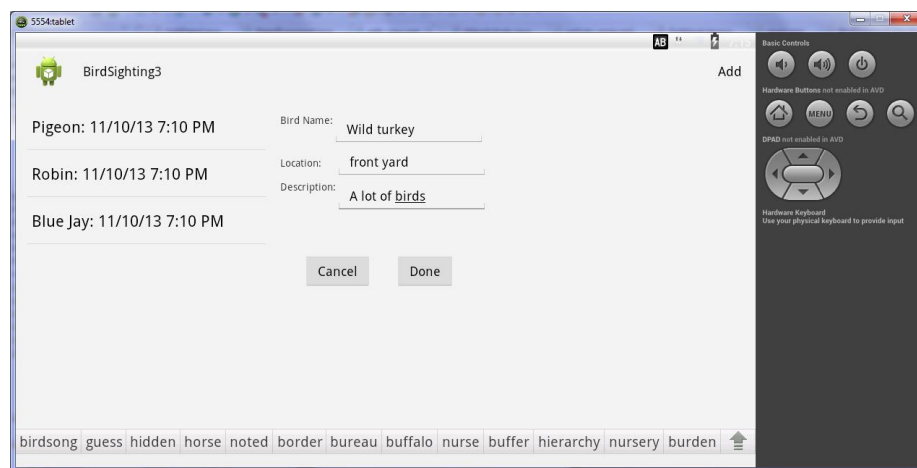 5554:tablet
AB
BirdSighting3
Add
Pigeon: 11/10/13 7:10 PM
Robin: 11/10/13 7:10 PM
Blue Jay: 11/10/13 7:10 PM
Bird Name: Wild turkey
Location: front yard
Description: A lot of birds
Cancel Done
birdsong guess hidden horse noted border bureau buffalo nurse buffer hierarchy nursery burden
Basic Controls
Hardware Buttons not enabled in AVD
MENU
DPAD not enabled in AVD
Hardware Keyboard
Use your physical keyboard to provide input